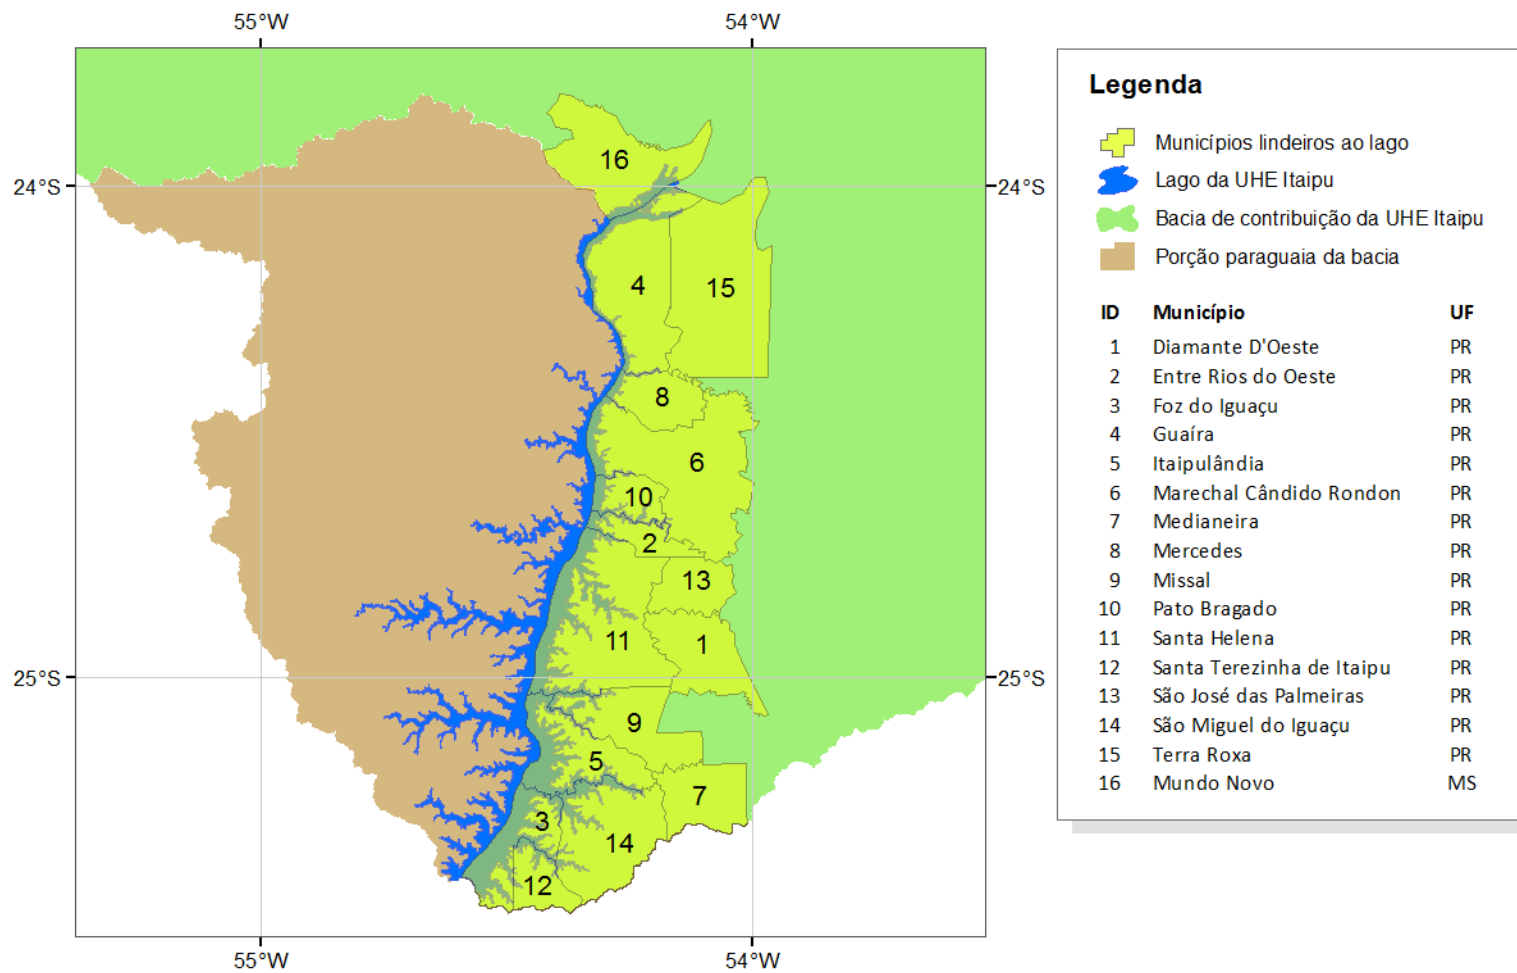 55°W 54°W
24°S 24°S
25°S 25°S
55°W 54°W
16
4
15
8
6
10
2
13
11
1
9
5
7
3
14
12
Legenda
Municípios lindeiros ao lago
Lago da UHE Itaipu
Bacia de contribuição da UHE Itaipu
Porção paraguaia da bacia
ID Município UF
1 Diamante D'Oeste PR
2 Entre Rios do Oeste PR
3 Foz do Iguaçu PR
4 Guaíra PR
5 Itaipulândia PR
6 Marechal Cândido Rondon PR
7 Medianeira PR
8 Mercedes PR
9 Missal PR
10 Pato Bragado PR
11 Santa Helena PR
12 Santa Terezinha de Itaipu PR
13 São José das Palmeiras PR
14 São Miguel do Iguaçu PR
15 Terra Roxa PR
16 Mundo Novo MS